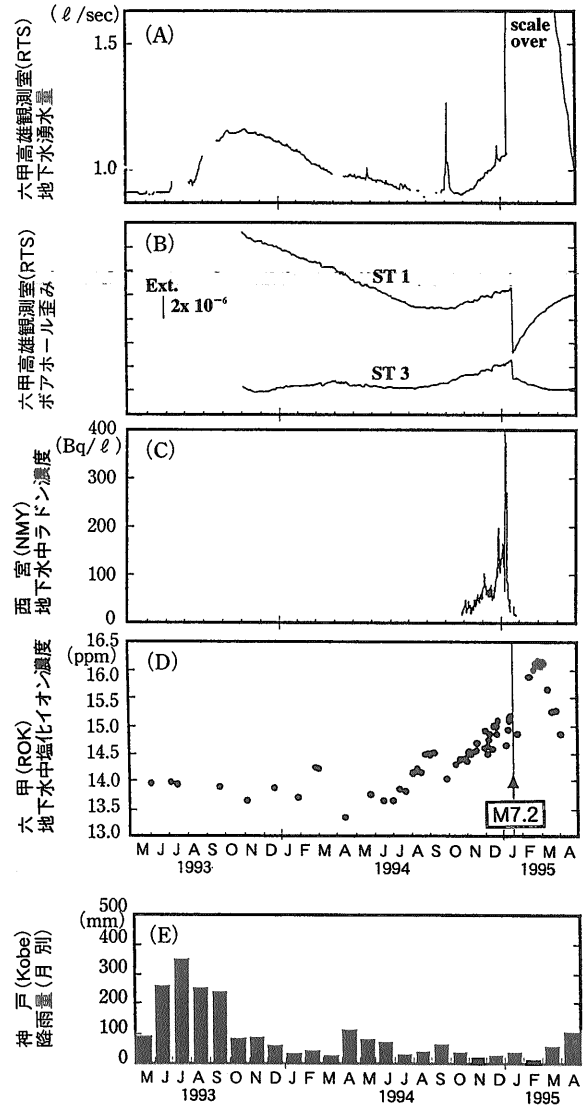 (ℓ/sec)
(A)
scale
over
1.5
1.0
六甲高雄観測室(RTS)
地下水湧水量
(B)
ST 1
Ext.
2x 10⁻⁶
ST 3
六甲高雄観測室(RTS)
ボアホール歪み
400
(Bq/ℓ)
(C)
300
200
100
0
西 宮(NMY)
地下水中ラドン濃度
16.5
(ppm)
(D)
16.0
15.5
15.0
14.5
14.0
13.5
13.0
六 甲(ROK)
地下水中塩化イオン濃度
M7.2
M J J A S O N D J F M A M J J A S O N D J F M A
1993 1994 1995
500
(mm)
(E)
400
300
200
100
0
神 戸(Kobe)
降雨量(月 別)
M J J A S O N D J F M A M J J A S O N D J F M A
1993 1994 1995